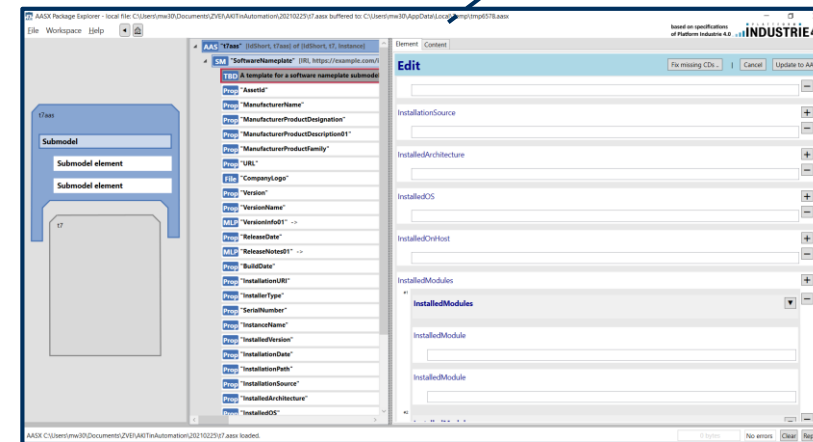 AASX Package Explorer - local file: C:\Users\mw30\Documents\ZVEI\AKITinAutomation\20210225\t7.aasx buffered to: C:\Users\mw30\AppData\Local\Temp\tmp6578.aasx
File Workspace Help
based on specifications
of Platform Industrie 4.0
INDUSTRIE4
t7aas
Submodel
Submodel element
Submodel element
t7
AAS "t7aas" [IdShort, t7aas] of [IdShort, t7, Instance]
SM "SoftwareNameplate" [IRI, https://example.com/i
TBD A template for a software nameplate submodel
Prop "AssetId"
Prop "ManufacturerName"
Prop "ManufacturerProductDesignation"
Prop "ManufacturerProductDescription01"
Prop "ManufacturerProductFamily"
Prop "URL"
File "CompanyLogo"
Prop "Version"
Prop "VersionName"
MLP "VersionInfo01" ->
Prop "ReleaseDate"
MLP "ReleaseNotes01" ->
Prop "BuildDate"
Prop "InstallationURI"
Prop "InstallerType"
Prop "SerialNumber"
Prop "InstanceName"
Prop "InstalledVersion"
Prop "InstallationDate"
Prop "InstallationPath"
Prop "InstallationSource"
Prop "InstalledArchitecture"
Prop "InstalledOS"
Element Content
Edit
Fix missing CDs .. | Cancel Update to AA
InstallationSource
InstalledArchitecture
InstalledOS
InstalledOnHost
InstalledModules
#1
InstalledModules
InstalledModule
InstalledModule
#2
AASX C:\Users\mw30\Documents\ZVEI\AKITinAutomation\20210225\t7.aasx loaded.
0 items No errors Clear Rep